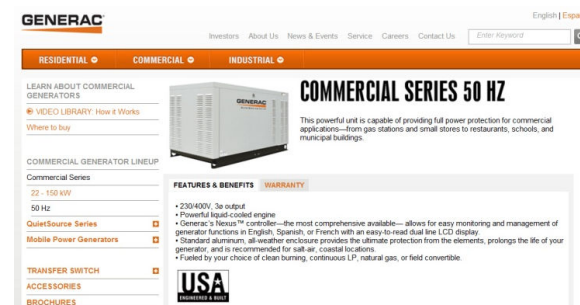 English | Espa
GENERAC
Investors About Us News & Events Service Careers Contact Us Enter Keyword
RESIDENTIAL COMMERCIAL INDUSTRIAL
LEARN ABOUT COMMERCIAL
GENERATORS
VIDEO LIBRARY: How it Works
Where to buy
COMMERCIAL GENERATOR LINEUP
Commercial Series
22 - 150 kW
50 Hz
QuietSource Series
Mobile Power Generators
TRANSFER SWITCH
ACCESSORIES
BROCHURES
GENERAC
COMMERCIAL SERIES 50 HZ
This powerful unit is capable of providing full power protection for commercial
applications—from gas stations and small stores to restaurants, schools, and
municipal buildings.
FEATURES & BENEFITS WARRANTY
• 230/400V, 3ø output
• Powerful liquid-cooled engine
• Generac's Nexus™ controller—the most comprehensive available— allows for easy monitoring and management of
generator functions in English, Spanish, or French with an easy-to-read dual line LCD display.
• Standard aluminum, all-weather enclosure provides the ultimate protection from the elements, prolongs the life of your
generator, and is recommended for salt-air, coastal locations.
• Fueled by your choice of clean burning, continuous LP, natural gas, or field convertible.
USA
ENGINEERED & BUILT